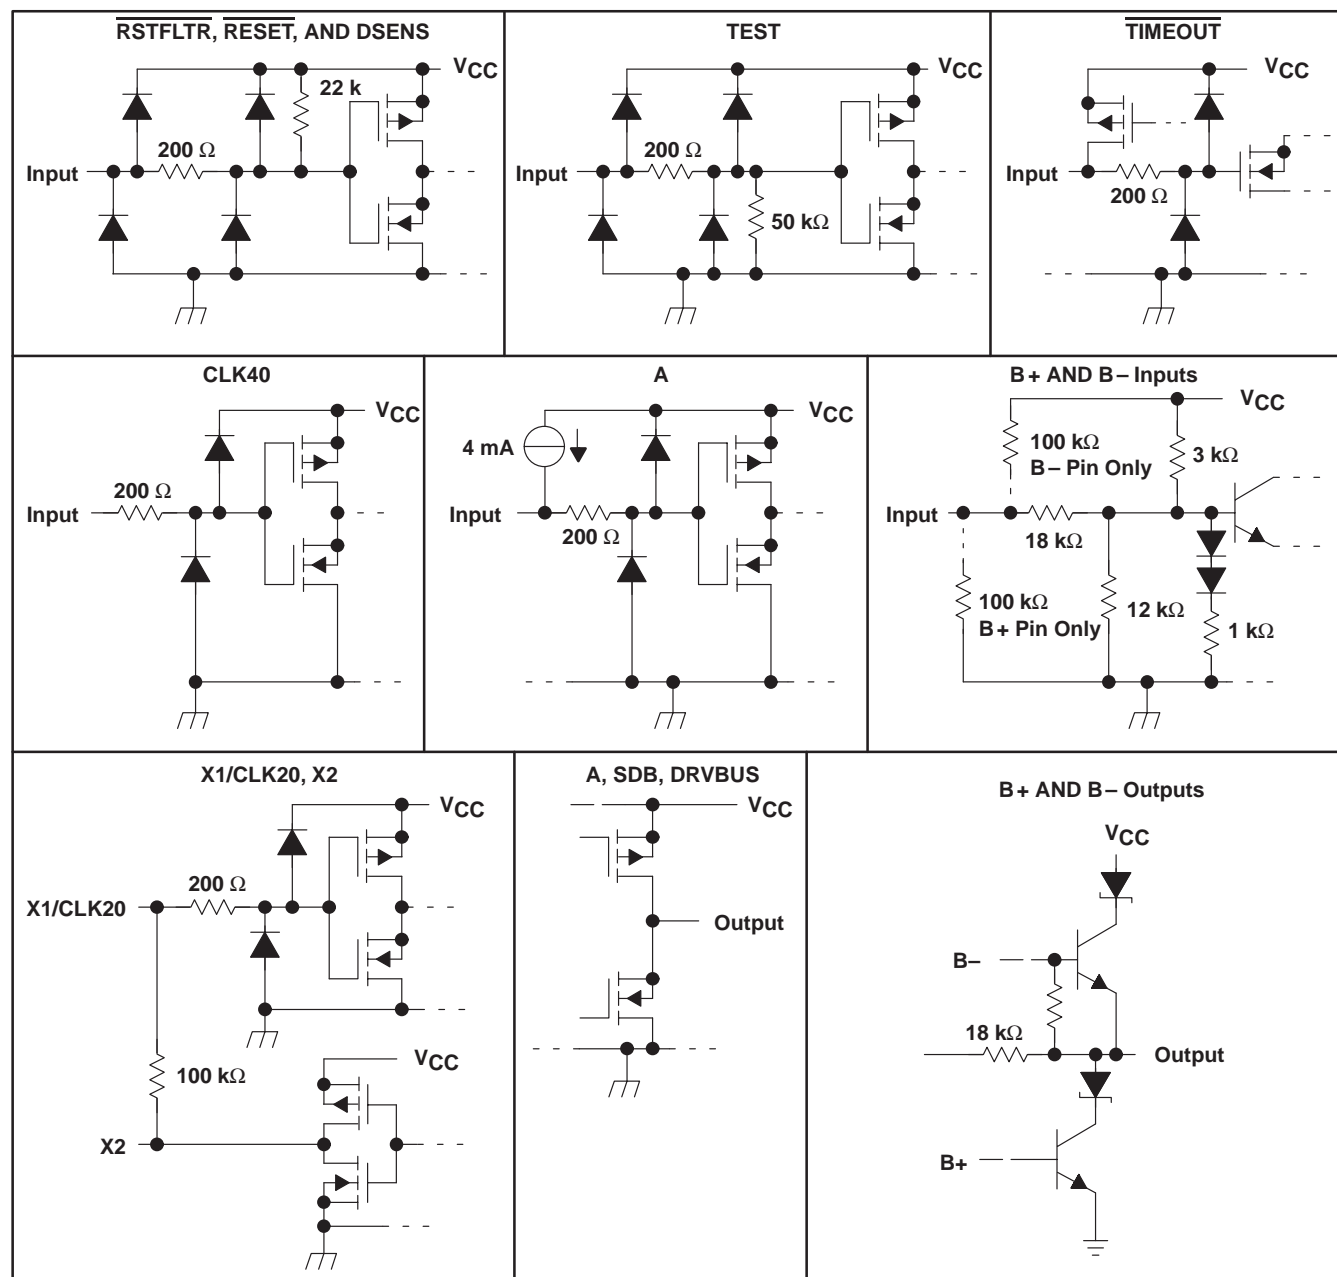 RSTFLTR, RESET, AND DSENS
VCC
22 k
200 Ω
Input
TEST
VCC
200 Ω
Input
50 kΩ
TIMEOUT
VCC
Input
200 Ω
CLK40
VCC
200 Ω
Input
A
VCC
4 mA
Input
200 Ω
B+ AND B– Inputs
VCC
100 kΩ
B– Pin Only
3 kΩ
Input
18 kΩ
100 kΩ
B+ Pin Only
12 kΩ
1 kΩ
X1/CLK20, X2
VCC
200 Ω
X1/CLK20
100 kΩ
VCC
X2
A, SDB, DRVBUS
VCC
Output
B+ AND B– Outputs
VCC
B–
18 kΩ
Output
B+